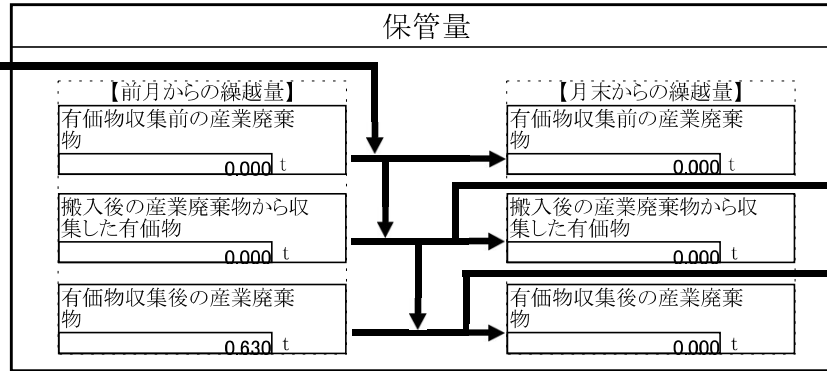 保管量
【前月からの繰越量】
有価物収集前の産業廃棄
物
0.000 t
搬入後の産業廃棄物から収
集した有価物
0.000 t
有価物収集後の産業廃棄
物
0.630 t
【月末からの繰越量】
有価物収集前の産業廃棄
物
0.000 t
搬入後の産業廃棄物から収
集した有価物
0.000 t
有価物収集後の産業廃棄
物
0.000 t